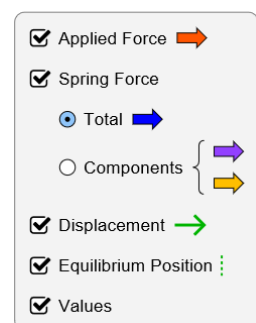 Applied Force
Spring Force
Total
Components
Displacement
Equilibrium Position
Values